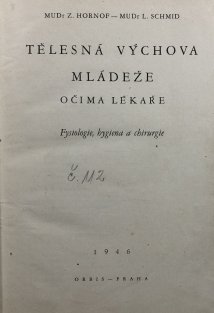 MUDr Z. HORNOF—MUDr L. SCHMID
TĚLESNÁ VÝCHOVA
MLÁDEŽE
OČIMA LÉKAŘE
Fysiologie, hygiena a chirurgie
č. 112
1946
ORBIS—PRAHA